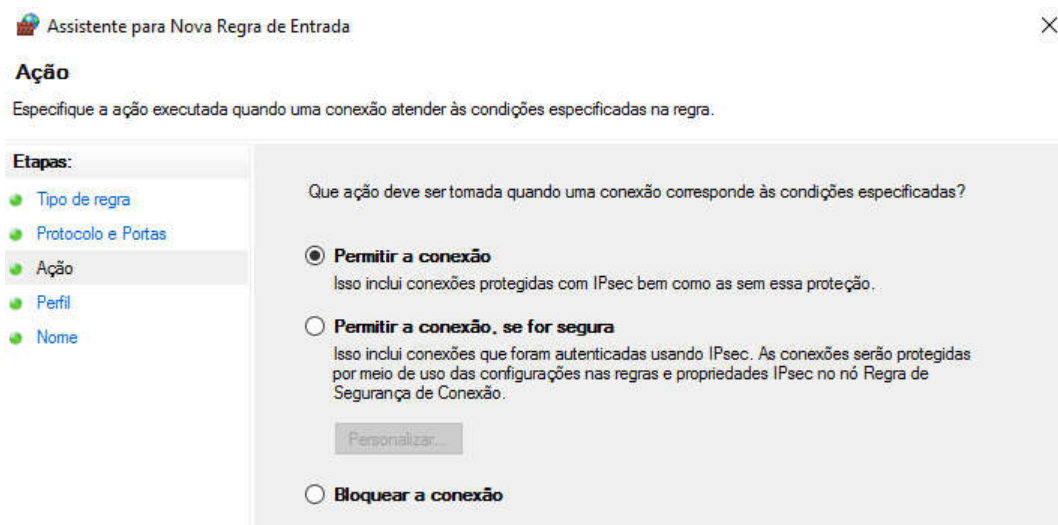 Assistente para Nova Regra de Entrada
Ação
Especifique a ação executada quando uma conexão atender às condições especificadas na regra.
Etapas:
Tipo de regra
Protocolo e Portas
Ação
Perfil
Nome
Que ação deve ser tomada quando uma conexão corresponde às condições especificadas?
Permitir a conexão
Isso inclui conexões protegidas com IPsec bem como as sem essa proteção.
Permitir a conexão, se for segura
Isso inclui conexões que foram autenticadas usando IPsec. As conexões serão protegidas
por meio de uso das configurações nas regras e propriedades IPsec no nó Regra de
Segurança de Conexão.
Personalizar...
Bloquear a conexão